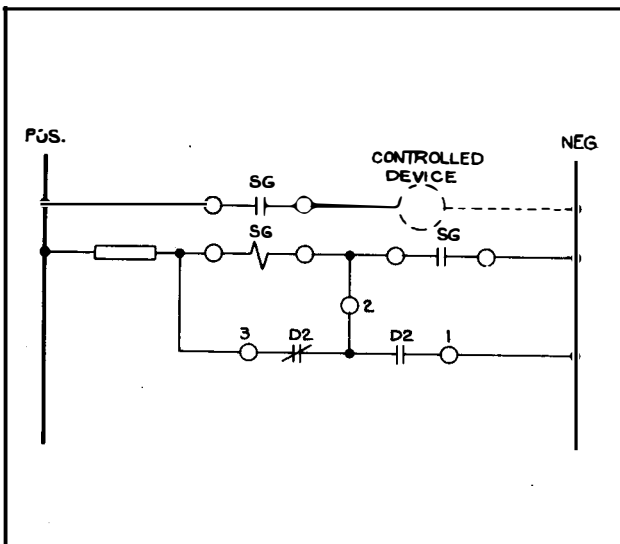 POS.
NEG
CONTROLLED
DEVICE
SG
SG
SG
2
3
D2
D2
1